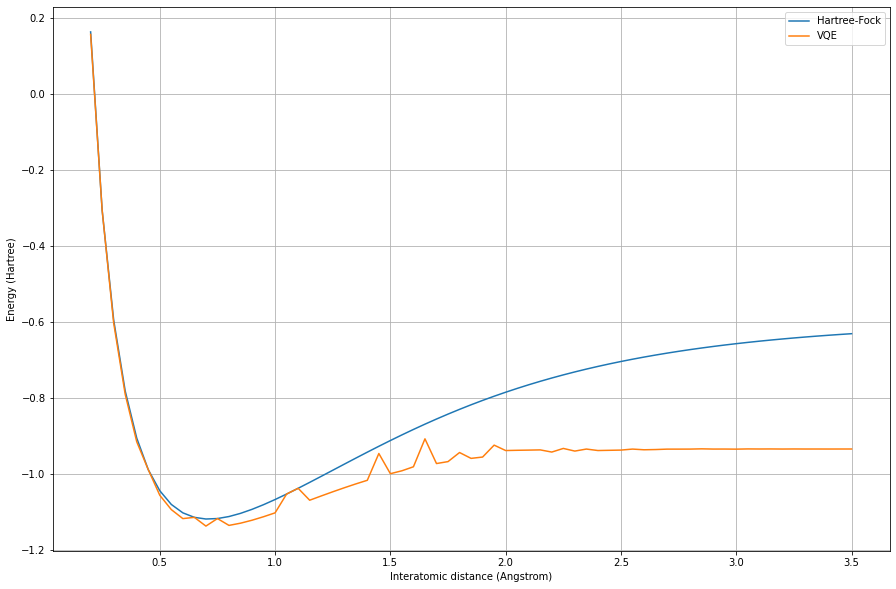 Hartree-Fock
VQE
0.2
0.0
−0.2
−0.4
−0.6
−0.8
−1.0
−1.2
Energy (Hartree)
0.5 1.0 1.5 2.0 2.5 3.0 3.5
Interatomic distance (Angstrom)